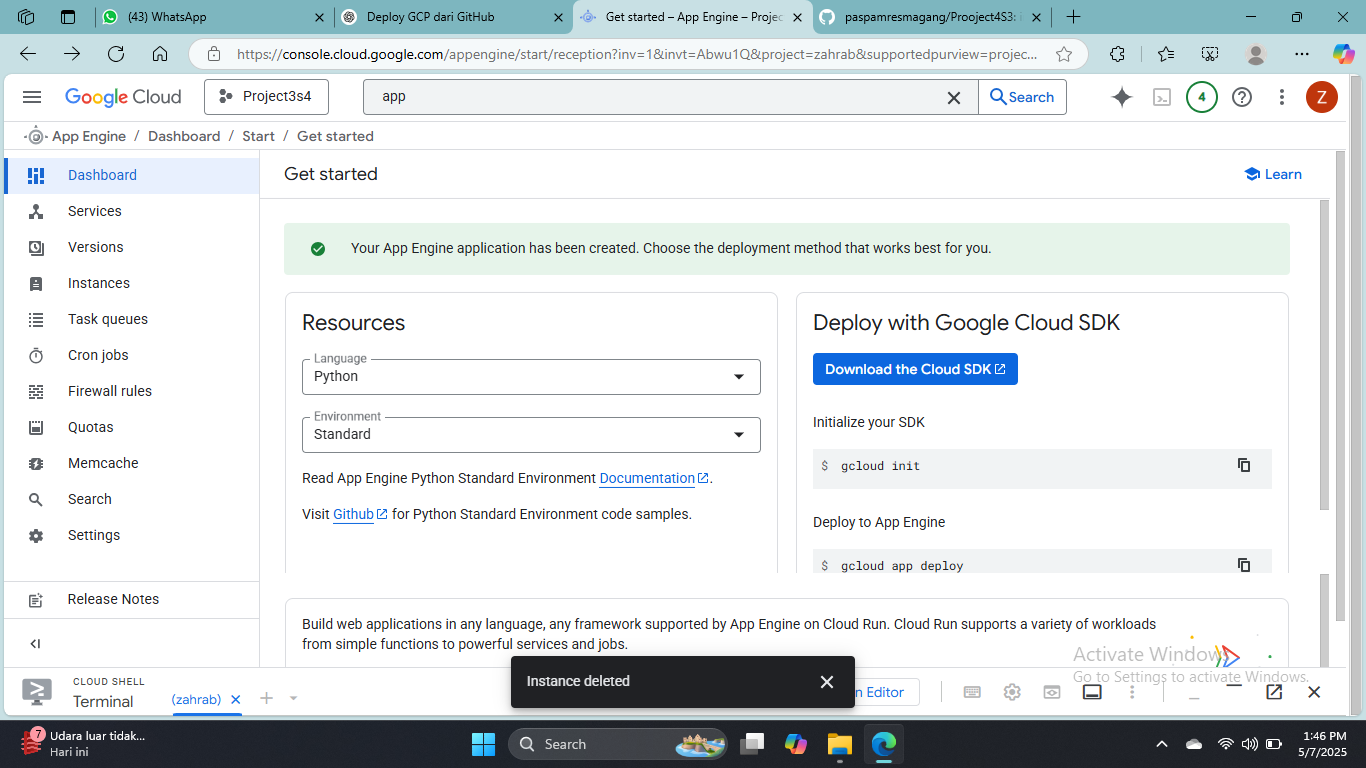 (43) WhatsApp
Deploy GCP dari GitHub
Get started – App Engine – Projec
paspamresmagang/Prooject4S3:
https://console.cloud.google.com/appengine/start/reception?inv=1&invt=Abwu1Q&project=zahrab&supportedpurview=projec...
Google Cloud
Project3s4
app
Search
4
Z
App Engine / Dashboard / Start / Get started
Dashboard
Services
Versions
Instances
Task queues
Cron jobs
Firewall rules
Quotas
Memcache
Search
Settings
Release Notes
Get started
Learn
Your App Engine application has been created. Choose the deployment method that works best for you.
Resources
Language
Python
Environment
Standard
Read App Engine Python Standard Environment Documentation.
Visit Github for Python Standard Environment code samples.
Deploy with Google Cloud SDK
Download the Cloud SDK
Initialize your SDK
$ gcloud init
Deploy to App Engine
$ gcloud app deploy
Build web applications in any language, any framework supported by App Engine on Cloud Run. Cloud Run supports a variety of workloads
from simple functions to powerful services and jobs.
Activate Windows
Go to Settings to activate Windows.
CLOUD SHELL
Terminal
(zahrab)
Instance deleted
n Editor
7
Udara luar tidak...
Hari ini
Search
1:46 PM
5/7/2025